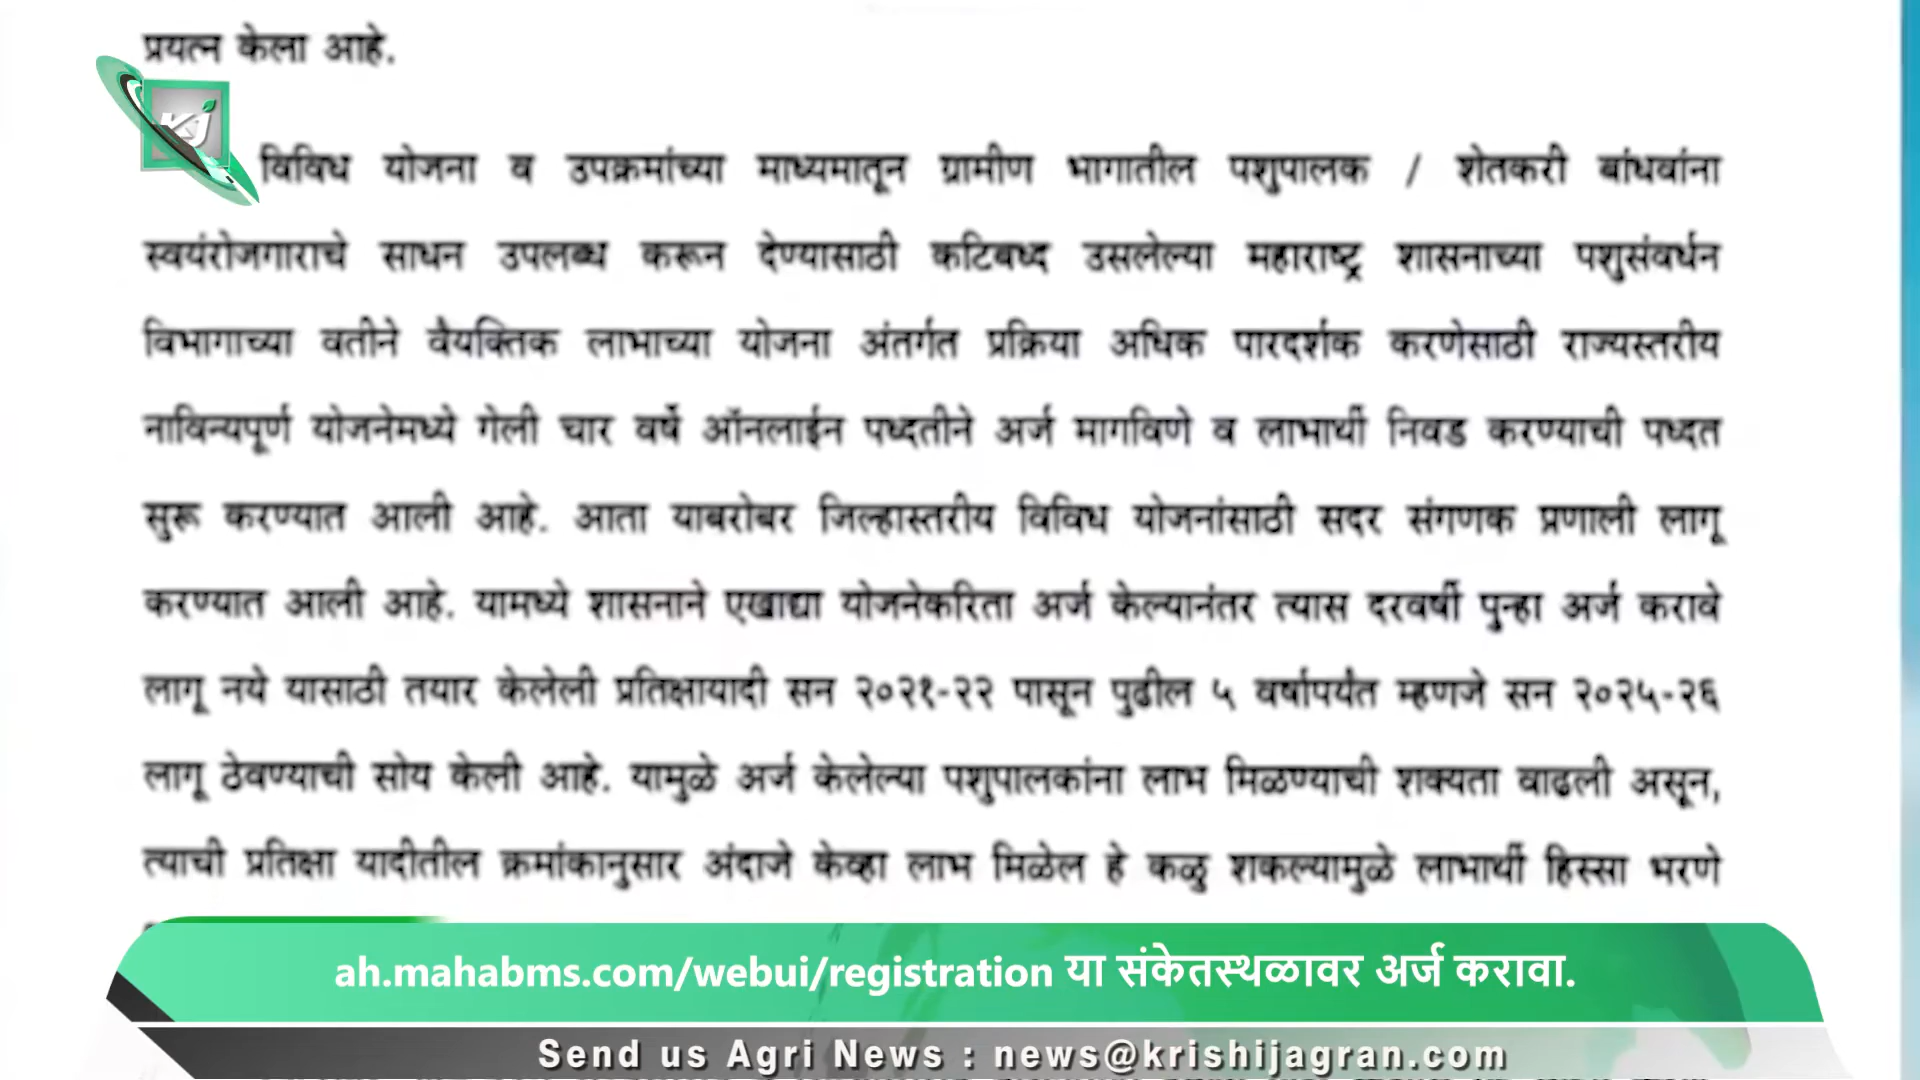 प्रयत्न केला आहे.
KJ
विविध योजना व उपक्रमांच्या माध्यमातून ग्रामीण भागातील पशुपालक / शेतकरी बांधवांना
स्वयंरोजगाराचे साधन उपलब्ध करून देण्यासाठी कटिबध्द उसलेल्या महाराष्ट्र शासनाच्या पशुसंवर्धन
विभागाच्या वतीने वैयक्तिक लाभाच्या योजना अंतर्गत प्रक्रिया अधिक पारदर्शक करणेसाठी राज्यस्तरीय
नाविन्यपूर्ण योजनेमध्ये गेली चार वर्षे ऑनलाईन पध्दतीने अर्ज मागविणे व लाभार्थी निवड करण्याची पध्दत
सुरू करण्यात आली आहे. आता याबरोबर जिल्हास्तरीय विविध योजनांसाठी सदर संगणक प्रणाली लागू
करण्यात आली आहे. यामध्ये शासनाने एखाद्या योजनेकरिता अर्ज केल्यानंतर त्यास दरवर्षी पुन्हा अर्ज करावे
लागू नये यासाठी तयार केलेली प्रतिक्षायादी सन २०२१-२२ पासून पुढील ५ वर्षापर्यंत म्हणजे सन २०२५-२६
लागू ठेवण्याची सोय केली आहे. यामुळे अर्ज केलेल्या पशुपालकांना लाभ मिळण्याची शक्यता वाढली असून,
त्याची प्रतिक्षा यादीतील क्रमांकानुसार अंदाजे केव्हा लाभ मिळेल हे कळु शकल्यामुळे लाभार्थी हिस्सा भरणे
ah.mahabms.com/webui/registration या संकेतस्थळावर अर्ज करावा.
Send us Agri News : news@krishijagran.com